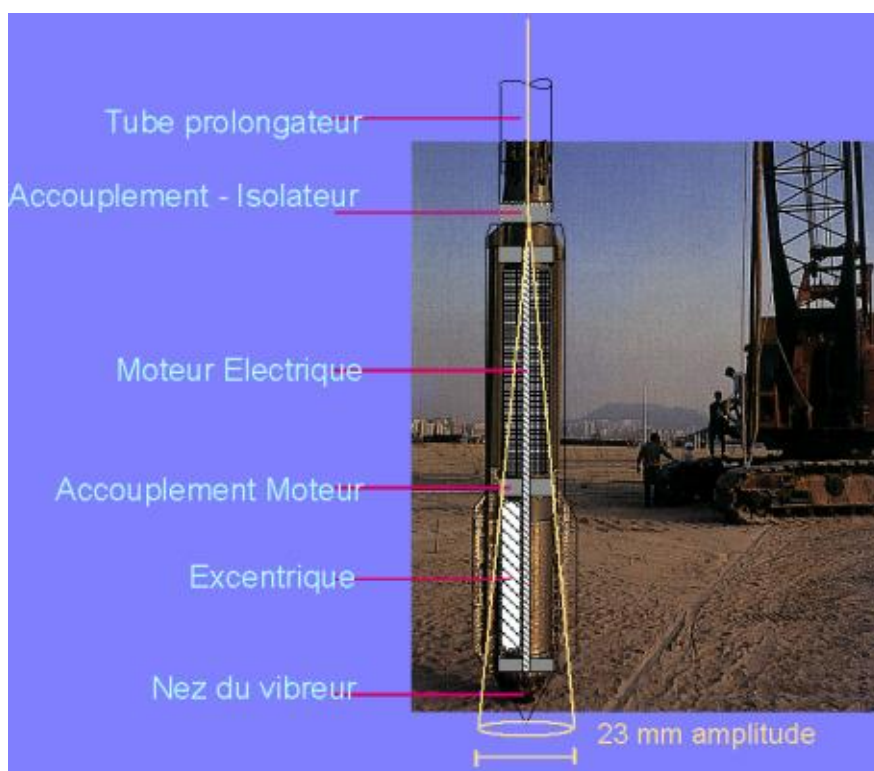 Tube prolongateur
Accouplement - Isolateur
Moteur Electrique
Accouplement Moteur
Excentrique
Nez du vibreur
23 mm amplitude